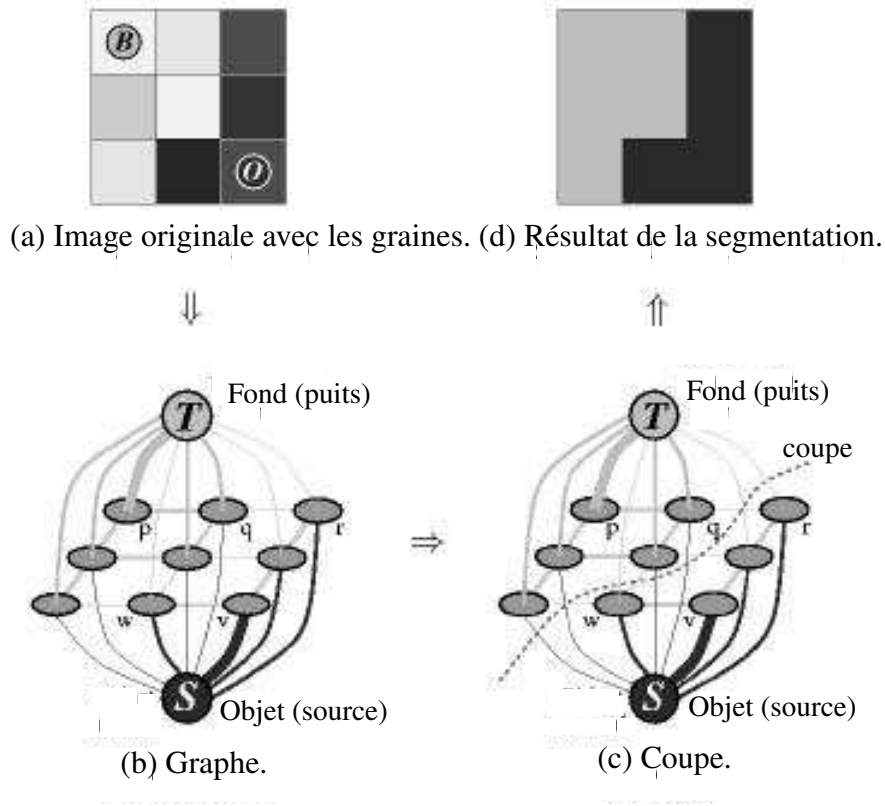 B
O
(a) Image originale avec les graines. (d) Résultat de la segmentation.
⇓
⇑
T
Fond (puits)
p
q
r
w
v
S
Objet (source)
(b) Graphe.
⇒
T
Fond (puits)
coupe
p
q
r
w
v
S
Objet (source)
(c) Coupe.